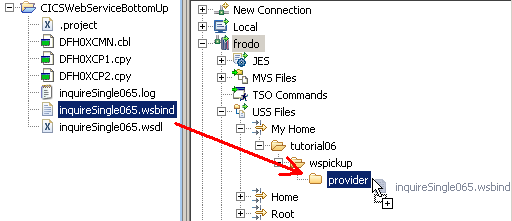 CICSWebServiceBottomUp
.project
DFH0XCMN.cbl
DFH0XCP1.cpy
DFH0XCP2.cpy
inquireSingle065.log
inquireSingle065.wsbind
inquireSingle065.wsdl
New Connection
Local
frodo
JES
MVS Files
TSO Commands
USS Files
My Home
tutorial06
wspickup
provider
inquireSingle065.wsbind
Home
Root